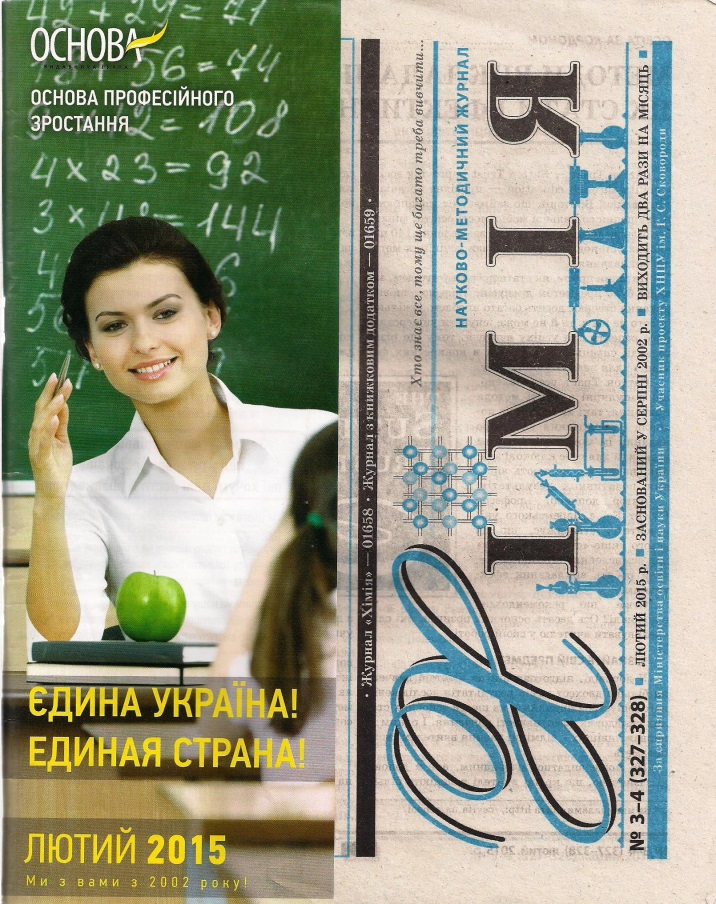 42 + 29 = 71
ОСНОВА
56 = 74
ОСНОВА ПРОФЕСІЙНОГО
ЗРОСТАННЯ
12 = 108
4 × 23 = 92
3 × 48 = 144
ЄДИНА УКРАЇНА!
ЕДИНАЯ СТРАНА!
ЛЮТИЙ 2015
Ми з вами з 2002 року!
• Журнал «Хімія» — 01658 • Журнал з книжковим додатком — 01659 •
Хто знає все, тому ще багато треба вивчити...
НАУКОВО-МЕТОДИЧНИЙ ЖУРНАЛ
ХІМІЯ
№ 3–4 (327–328) ■ ЛЮТИЙ 2015 р. ■ ЗАСНОВАНИЙ У СЕРПНІ 2002 р. ■ ВИХОДИТЬ ДВА РАЗИ НА МІСЯЦЬ ■
За сприяння Міністерства освіти і науки України Учасник проекту ХНПУ ім. Г. С. Сковороди